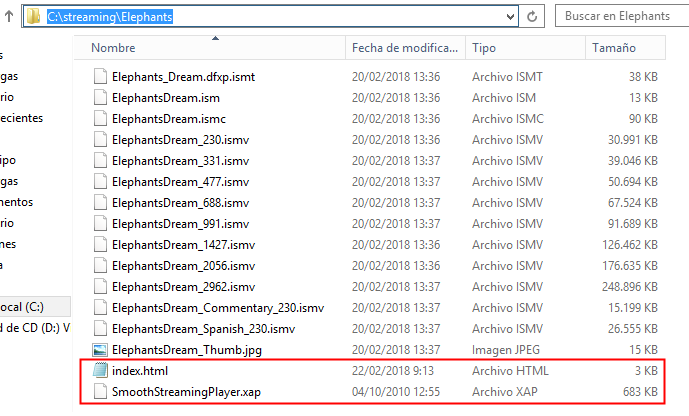 C:\streaming\Elephants Buscar en Elephants
Nombre Fecha de modifica... Tipo Tamaño
s
gas
rio
ecientes
ipo
gas
mentos
rio
nes
a
ocal (C:)
d de CD (D:) V
Elephants_Dream.dfxp.ismt 20/02/2018 13:36 Archivo ISMT 38 KB
ElephantsDream.ism 20/02/2018 13:36 Archivo ISM 13 KB
ElephantsDream.ismc 20/02/2018 13:36 Archivo ISMC 90 KB
ElephantsDream_230.ismv 20/02/2018 13:36 Archivo ISMV 30.991 KB
ElephantsDream_331.ismv 20/02/2018 13:37 Archivo ISMV 39.046 KB
ElephantsDream_477.ismv 20/02/2018 13:37 Archivo ISMV 50.694 KB
ElephantsDream_688.ismv 20/02/2018 13:37 Archivo ISMV 67.524 KB
ElephantsDream_991.ismv 20/02/2018 13:37 Archivo ISMV 91.689 KB
ElephantsDream_1427.ismv 20/02/2018 13:36 Archivo ISMV 126.462 KB
ElephantsDream_2056.ismv 20/02/2018 13:36 Archivo ISMV 176.635 KB
ElephantsDream_2962.ismv 20/02/2018 13:37 Archivo ISMV 248.896 KB
ElephantsDream_Commentary_230.ismv 20/02/2018 13:37 Archivo ISMV 15.199 KB
ElephantsDream_Spanish_230.ismv 20/02/2018 13:37 Archivo ISMV 26.555 KB
ElephantsDream_Thumb.jpg 20/02/2018 13:37 Imagen JPEG 15 KB
index.html 22/02/2018 9:13 Archivo HTML 3 KB
SmoothStreamingPlayer.xap 04/10/2010 12:55 Archivo XAP 683 KB